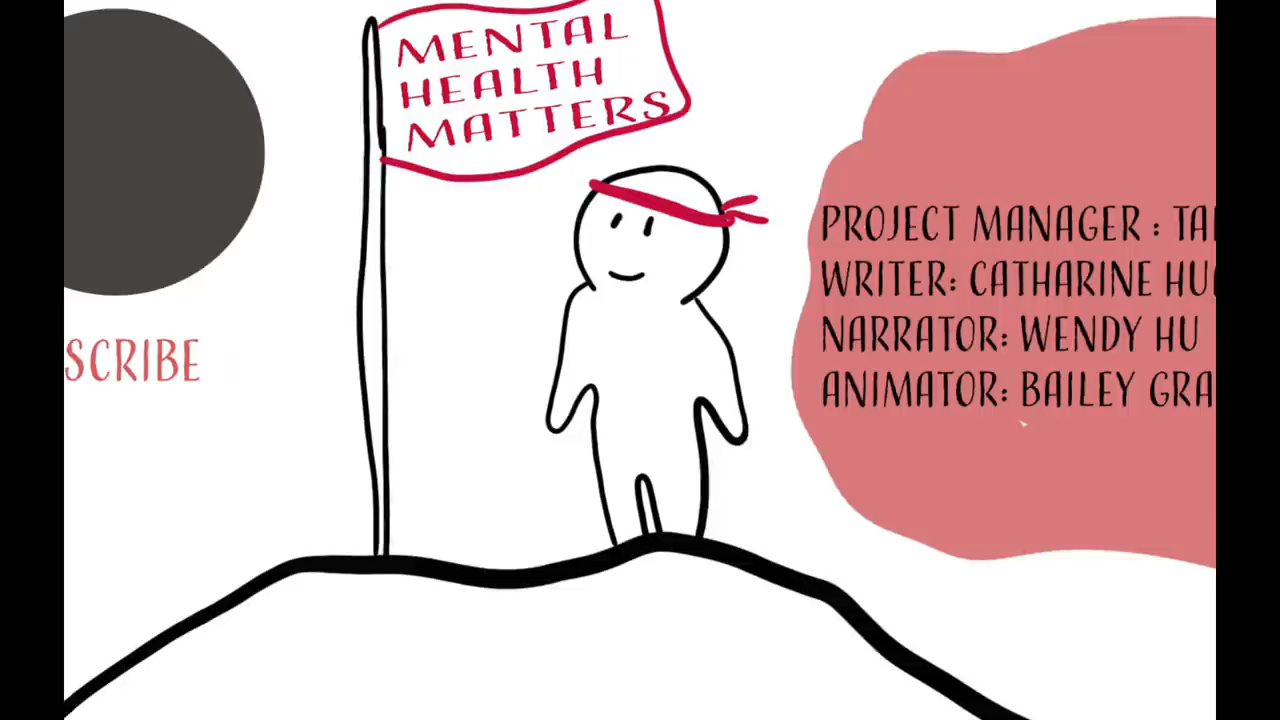 MENTAL
HEALTH
MATTERS
SCRIBE
PROJECT MANAGER :
WRITER: CATHARINE
NARRATOR: WENDY HU
ANIMATOR: BAILEY